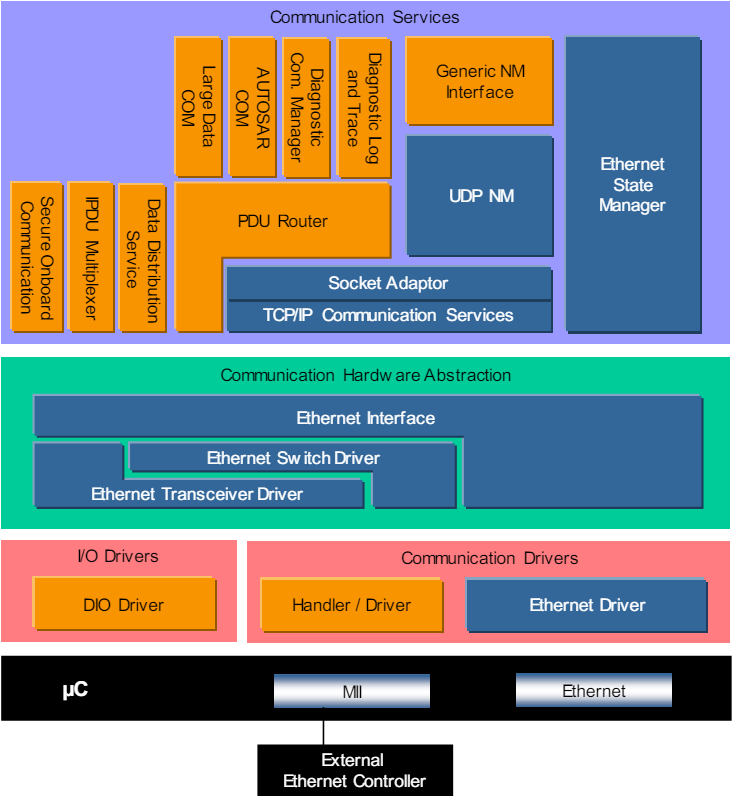 Communication Services
Large Data
COM
AUTOSAR
COM
Diagnostic
Com. Manager
Diagnostic Log
and Trace
Generic NM
Interface
Ethernet
State
Manager
UDP NM
Secure Onboard
Communication
IPDU Multiplexer
Data Distribution
Service
PDU Router
Socket Adaptor
TCP/IP Communication Services
Communication Hardware Abstraction
Ethernet Interface
Ethernet Switch Driver
Ethernet Transceiver Driver
I/O Drivers
Communication Drivers
DIO Driver
Handler / Driver
Ethernet Driver
µC
MII
Ethernet
External
Ethernet Controller